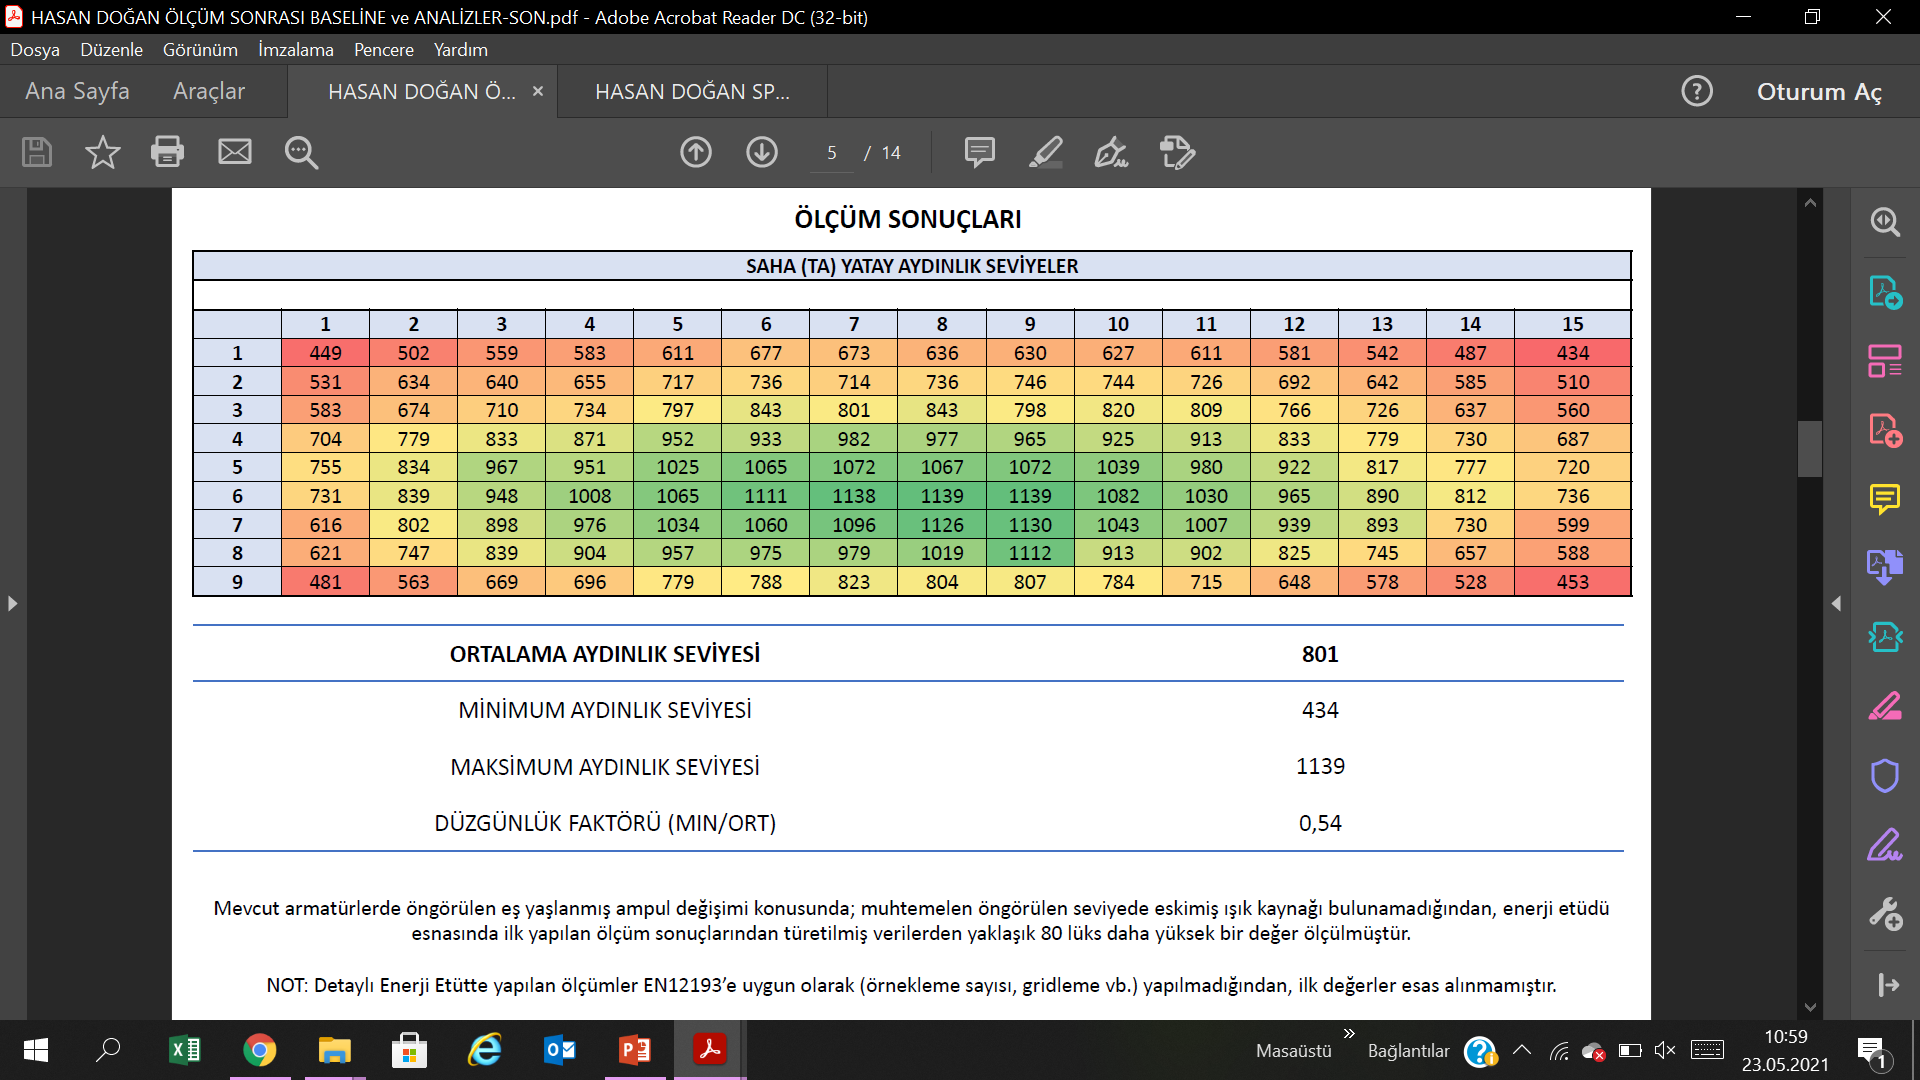 HASAN DOĞAN ÖLÇÜM SONRASI BASELİNE ve ANALİZLER-SON.pdf - Adobe Acrobat Reader DC (32-bit)
Dosya Düzenle Görünüm İmzalama Pencere Yardım
Ana Sayfa Araçlar HASAN DOĞAN Ö... × HASAN DOĞAN SP... ? Oturum Aç
5 / 14
ÖLÇÜM SONUÇLARI
SAHA (TA) YATAY AYDINLIK SEVİYELER
1 2 3 4 5 6 7 8 9 10 11 12 13 14 15
1 449 502 559 583 611 677 673 636 630 627 611 581 542 487 434
2 531 634 640 655 717 736 714 736 746 744 726 692 642 585 510
3 583 674 710 734 797 843 801 843 798 820 809 766 726 637 560
4 704 779 833 871 952 933 982 977 965 925 913 833 779 730 687
5 755 834 967 951 1025 1065 1072 1067 1072 1039 980 922 817 777 720
6 731 839 948 1008 1065 1111 1138 1139 1139 1082 1030 965 890 812 736
7 616 802 898 976 1034 1060 1096 1126 1130 1043 1007 939 893 730 599
8 621 747 839 904 957 975 979 1019 1112 913 902 825 745 657 588
9 481 563 669 696 779 788 823 804 807 784 715 648 578 528 453
ORTALAMA AYDINLIK SEVİYESİ 801
MİNİMUM AYDINLIK SEVİYESİ 434
MAKSİMUM AYDINLIK SEVİYESİ 1139
DÜZGÜNLÜK FAKTÖRÜ (MIN/ORT) 0,54
Mevcut armatürlerde öngörülen eş yaşlanmış ampul değişimi konusunda; muhtemelen öngörülen seviyede eskimiş ışık kaynağı bulunamadığından, enerji etüdü
esnasında ilk yapılan ölçüm sonuçlarından türetilmiş verilerden yaklaşık 80 lüks daha yüksek bir değer ölçülmüştür.
NOT: Detaylı Enerji Etütte yapılan ölçümler EN12193’e uygun olarak (örnekleme sayısı, gridleme vb.) yapılmadığından, ilk değerler esas alınmamıştır.
Masaüstü » Bağlantılar 10:59
23.05.2021 1